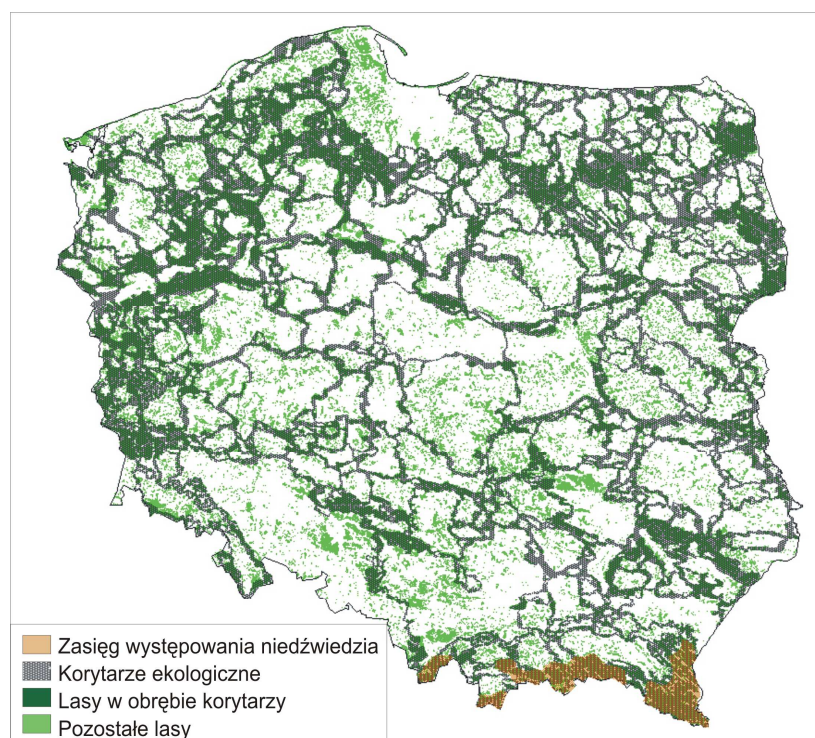 Zasięg występowania niedźwiedzia
Korytarze ekologiczne
Lasy w obrębie korytarzy
Pozostałe lasy